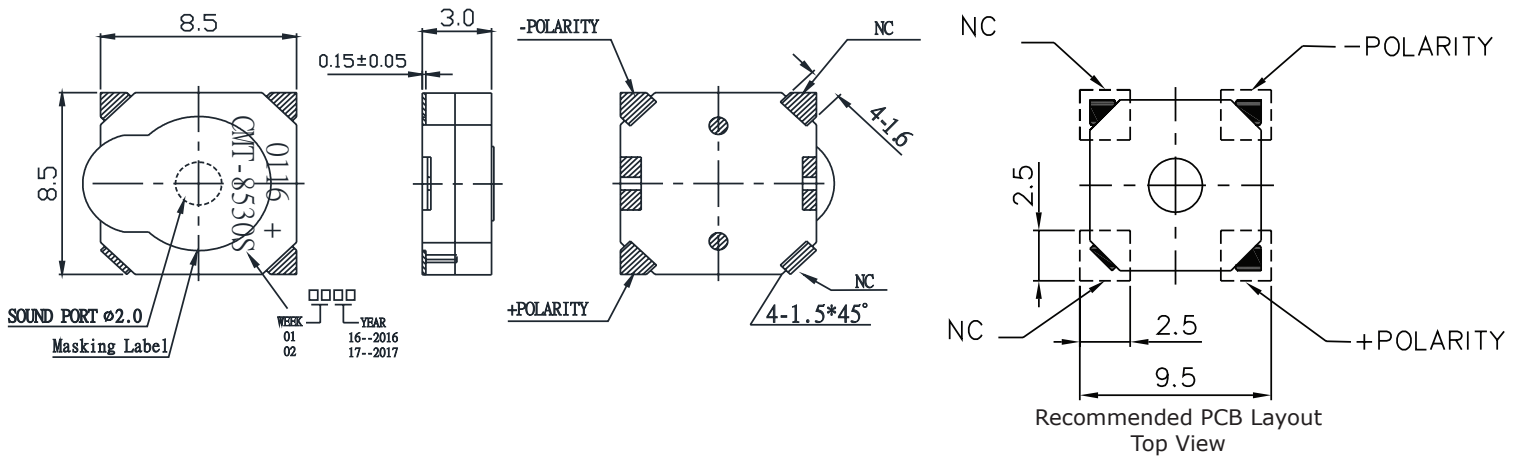 8.5
8.5
0116 +
CMT-8530S
SOUND PORT ⌀2.0
Masking Label
□□□□
WEEK
01
02
YEAR
16--2016
17--2017
3.0
0.15±0.05
-POLARITY
NC
4-1.6
+POLARITY
NC
4-1.5*45°
NC
-POLARITY
2.5
NC
2.5
+POLARITY
9.5
Recommended PCB Layout
Top View